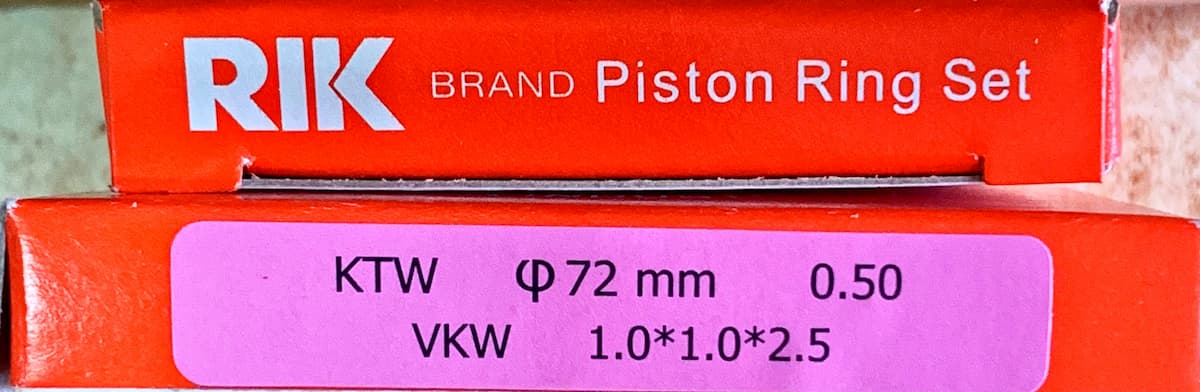 RIK BRAND Piston Ring Set
KTW φ72 mm 0.50
VKW 1.0*1.0*2.5